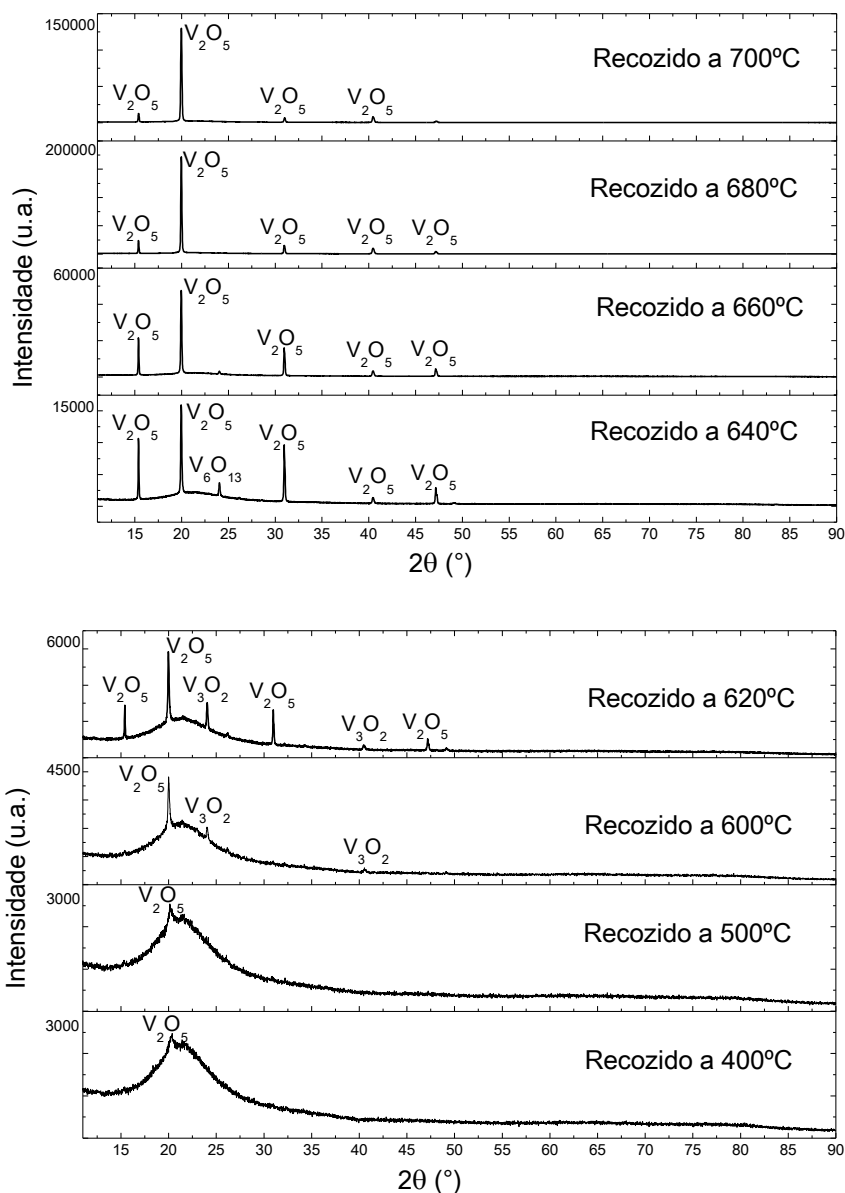 150000
V₂O₅
V₂O₅ V₂O₅ V₂O₅
Recozido a 700ºC
200000
V₂O₅
V₂O₅ V₂O₅ V₂O₅ V₂O₅
Recozido a 680ºC
60000
V₂O₅
V₂O₅ V₂O₅ V₂O₅ V₂O₅
Recozido a 660ºC
15000
V₂O₅
V₂O₅ V₆O₁₃ V₂O₅ V₂O₅ V₂O₅
Recozido a 640ºC
Intensidade (u.a.)
15 20 25 30 35 40 45 50 55 60 65 70 75 80 85 90
2θ (°)
6000
V₂O₅
V₂O₅ V₃O₂ V₂O₅ V₃O₂ V₂O₅
Recozido a 620ºC
4500
V₂O₅ V₃O₂ V₃O₂
Recozido a 600ºC
3000
V₂O₅
Recozido a 500ºC
3000
V₂O₅
Recozido a 400ºC
Intensidade (u.a.)
15 20 25 30 35 40 45 50 55 60 65 70 75 80 85 90
2θ (°)